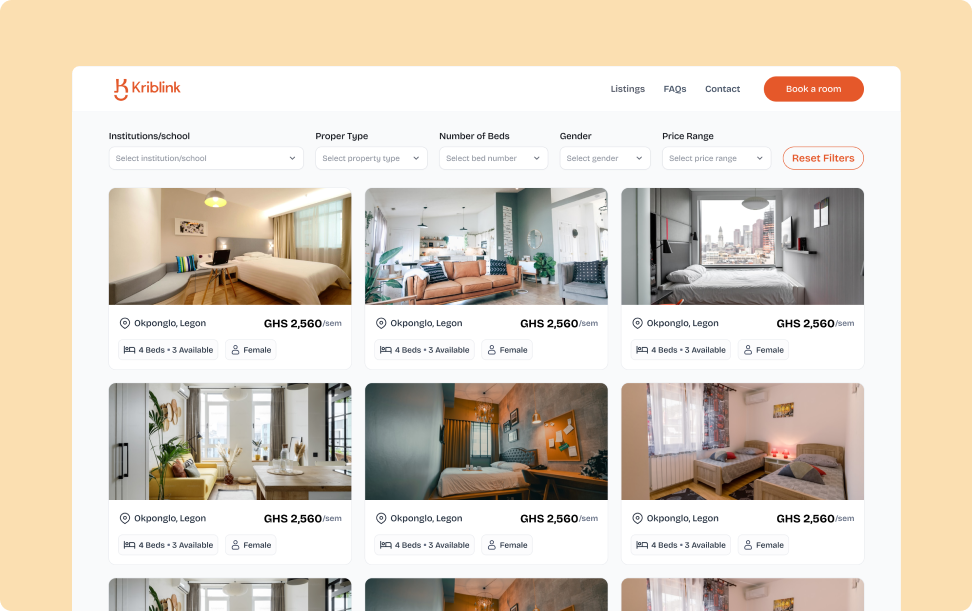 Kriblink
Listings FAQs Contact Book a room
Institutions/school Proper Type Number of Beds Gender Price Range
Select institution/school Select property type Select bed number Select gender Select price range Reset Filters
Okponglo, Legon GHS 2,560/sem Okponglo, Legon GHS 2,560/sem Okponglo, Legon GHS 2,560/sem
4 Beds • 3 Available Female 4 Beds • 3 Available Female 4 Beds • 3 Available Female
Okponglo, Legon GHS 2,560/sem Okponglo, Legon GHS 2,560/sem Okponglo, Legon GHS 2,560/sem
4 Beds • 3 Available Female 4 Beds • 3 Available Female 4 Beds • 3 Available Female